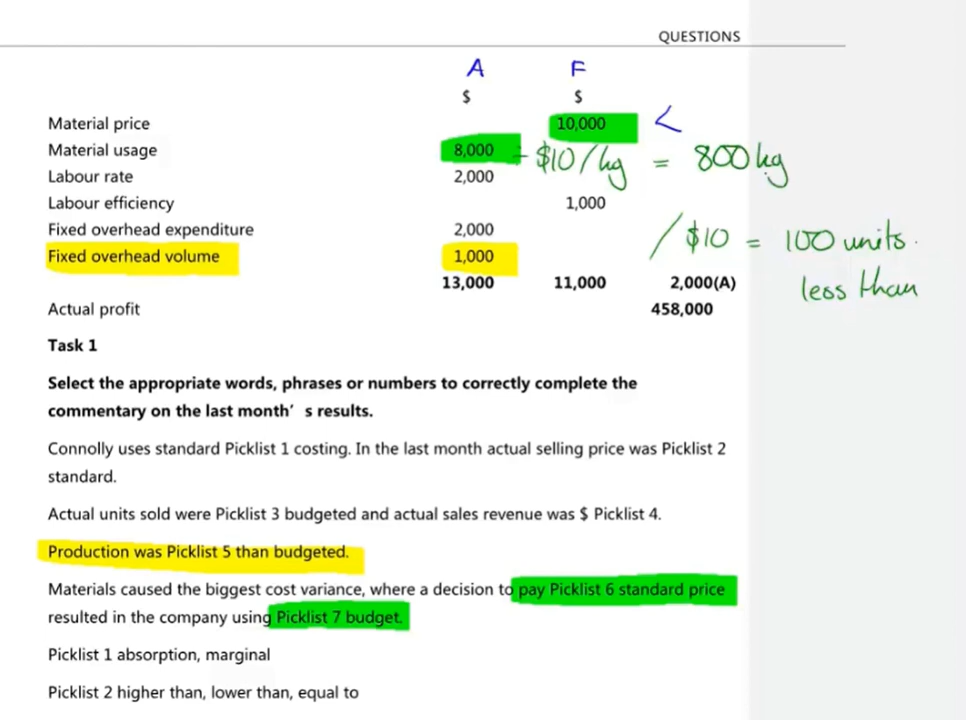 QUESTIONS
A F
$ $
Material price 10,000 <
Material usage 8,000 ÷ $10/kg = 800 kg
Labour rate 2,000
Labour efficiency 1,000
Fixed overhead expenditure 2,000 / $10 = 100 units.
Fixed overhead volume 1,000
13,000 11,000 2,000(A) less than
Actual profit 458,000
Task 1
Select the appropriate words, phrases or numbers to correctly complete the
commentary on the last month's results.
Connolly uses standard Picklist 1 costing. In the last month actual selling price was Picklist 2
standard.
Actual units sold were Picklist 3 budgeted and actual sales revenue was $ Picklist 4.
Production was Picklist 5 than budgeted.
Materials caused the biggest cost variance, where a decision to pay Picklist 6 standard price
resulted in the company using Picklist 7 budget.
Picklist 1 absorption, marginal
Picklist 2 higher than, lower than, equal to